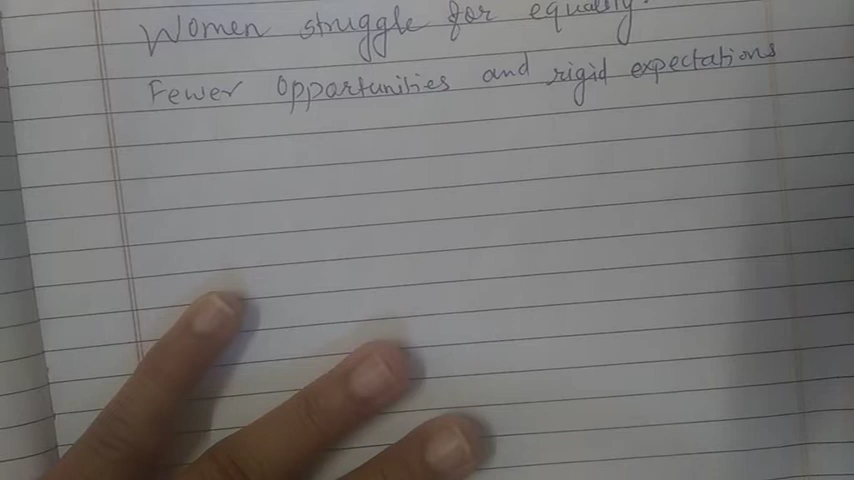 Women struggle for equality.
Fewer opportunities and rigid expectations